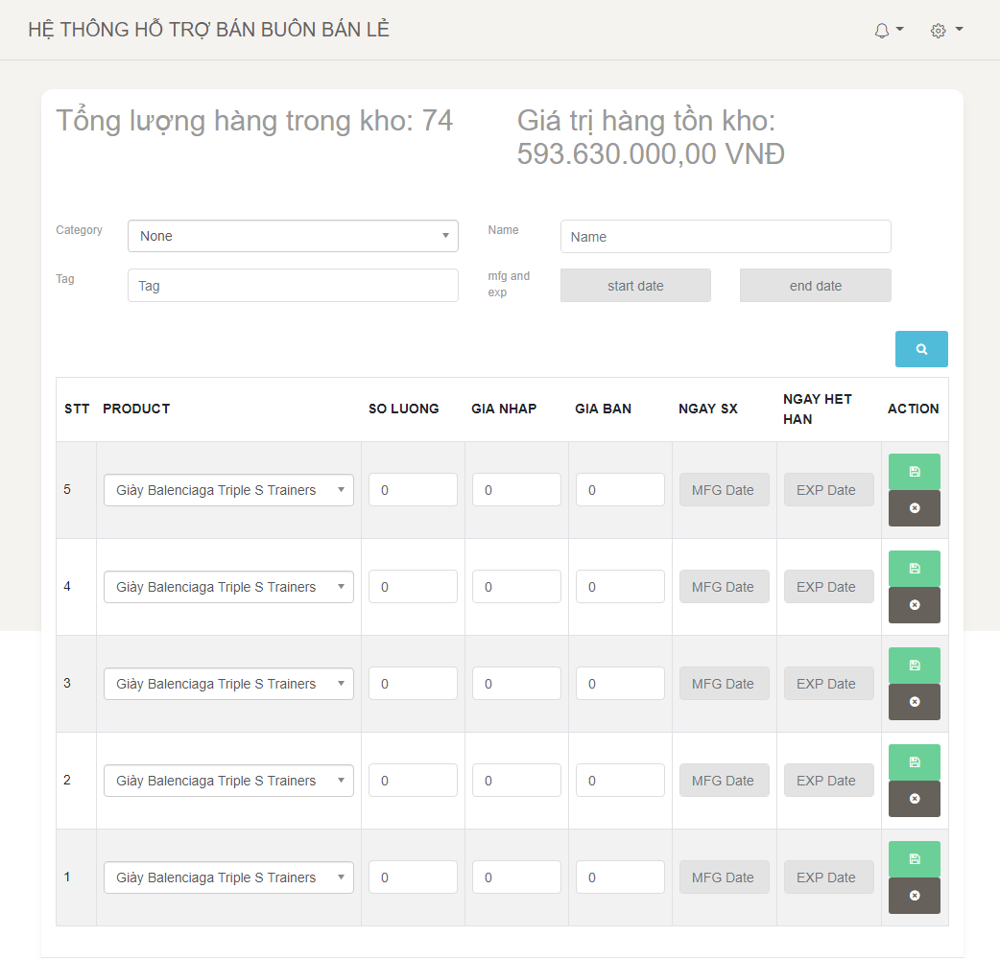 HỆ THÔNG HỖ TRỢ BÁN BUÔN BÁN LẺ
Tổng lượng hàng trong kho: 74
Giá trị hàng tồn kho:
593.630.000,00 VNĐ
Category None Name Name
Tag Tag mfg and
exp start date end date
STT PRODUCT SO LUONG GIA NHAP GIA BAN NGAY SX NGAY HET
HAN ACTION
5 Giày Balenciaga Triple S Trainers 0 0 0 MFG Date EXP Date
4 Giày Balenciaga Triple S Trainers 0 0 0 MFG Date EXP Date
3 Giày Balenciaga Triple S Trainers 0 0 0 MFG Date EXP Date
2 Giày Balenciaga Triple S Trainers 0 0 0 MFG Date EXP Date
1 Giày Balenciaga Triple S Trainers 0 0 0 MFG Date EXP Date